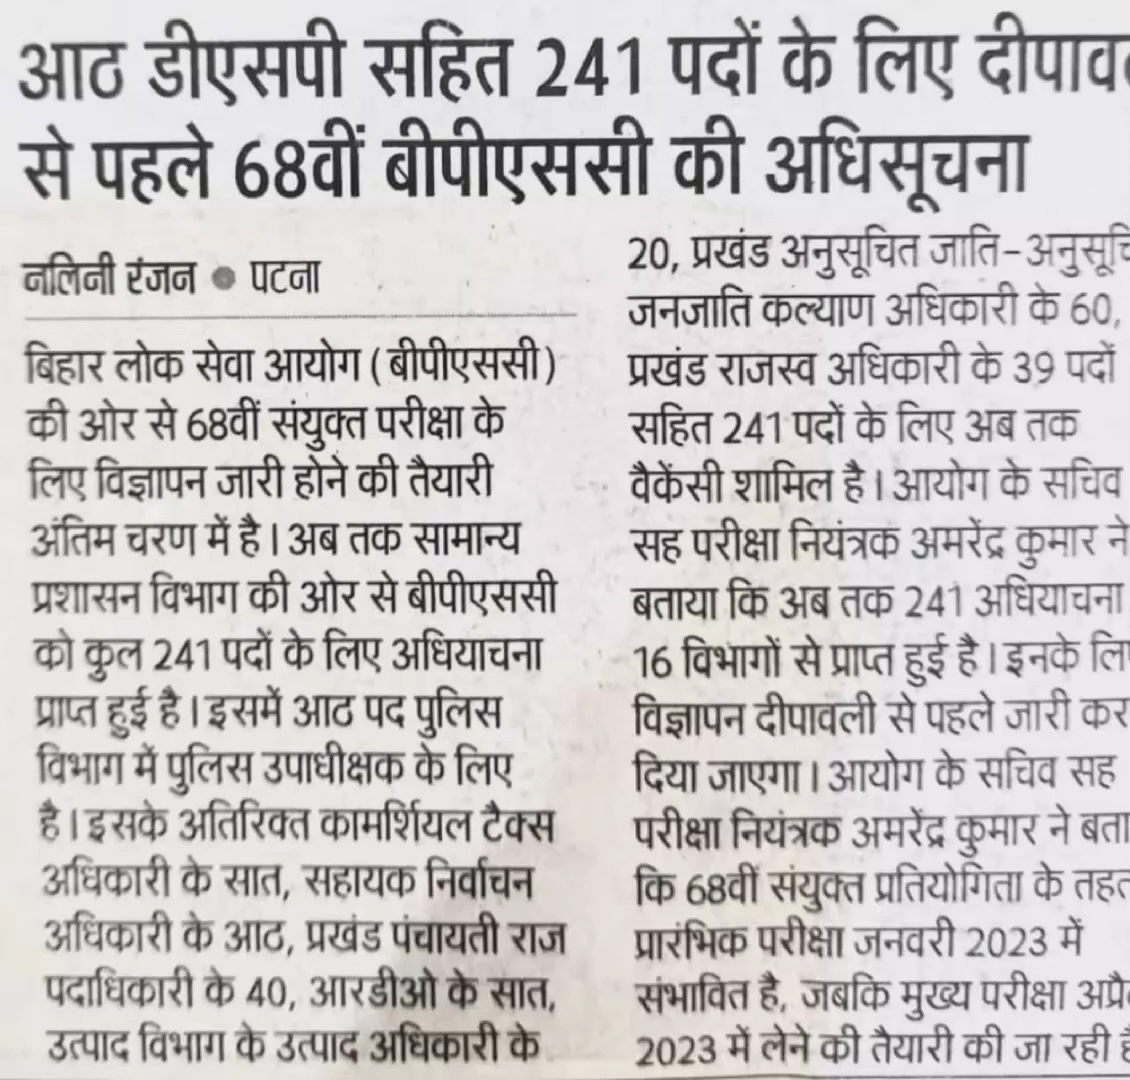 आठ डीएसपी सहित 241 पदों के लिए
से पहले 68वीं बीपीएससी की अधिसूचना
नलिनी रंजन ● पटना
बिहार लोक सेवा आयोग (बीपीएससी)
की ओर से 68वीं संयुक्त परीक्षा के
लिए विज्ञापन जारी होने की तैयारी
अंतिम चरण में है। अब तक सामान्य
प्रशासन विभाग की ओर से बीपीएससी
को कुल 241 पदों के लिए अधियाचना
प्राप्त हुई है। इसमें आठ पद पुलिस
विभाग में पुलिस उपाधीक्षक के लिए
है। इसके अतिरिक्त कामर्शियल टैक्स
अधिकारी के सात, सहायक निर्वाचन
अधिकारी के आठ, प्रखंड पंचायती राज
पदाधिकारी के 40, आरडीओ के सात,
उत्पाद विभाग के उत्पाद अधिकारी के
20, प्रखंड अनुसूचित जाति-
जनजाति कल्याण अधिकारी के 60,
प्रखंड राजस्व अधिकारी के 39 पदों
सहित 241 पदों के लिए अब तक
वैकेंसी शामिल है। आयोग के सचिव
सह परीक्षा नियंत्रक अमरेंद्र कुमार ने
बताया कि अब तक 241 अधियाचना
16 विभागों से प्राप्त हुई है। इनके
विज्ञापन दीपावली से पहले जारी कर
दिया जाएगा। आयोग के सचिव सह
परीक्षा नियंत्रक अमरेंद्र कुमार ने
कि 68वीं संयुक्त प्रतियोगिता के तहत
प्रारंभिक परीक्षा जनवरी 2023 में
संभावित है, जबकि मुख्य परीक्षा
2023 में लेने की तैयारी की जा रही है